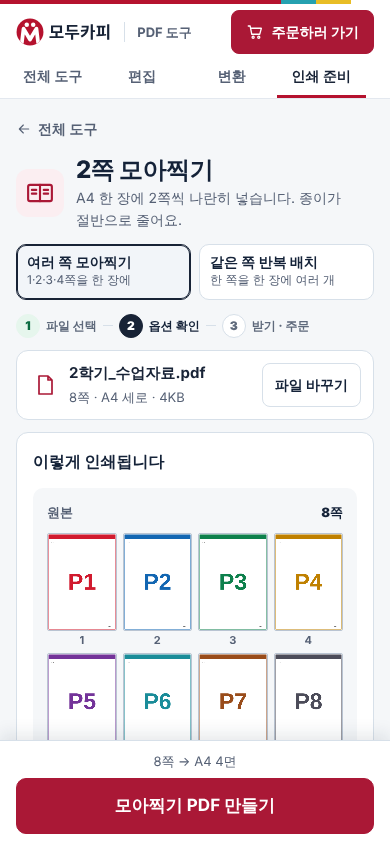 모두카피
PDF 도구
주문하러 가기
전체 도구
편집
변환
인쇄 준비
← 전체 도구
2쪽 모아찍기
A4 한 장에 2쪽씩 나란히 넣습니다. 종이가
절반으로 줄어요.
여러 쪽 모아찍기
1·2·3·4쪽을 한 장에
같은 쪽 반복 배치
한 쪽을 한 장에 여러 개
1 파일 선택
2 옵션 확인
3 받기 · 주문
2학기_수업자료.pdf
8쪽 · A4 세로 · 4KB
파일 바꾸기
이렇게 인쇄됩니다
원본
8쪽
P1
P2
P3
P4
1
2
3
4
P5
P6
P7
P8
8쪽 → A4 4면
모아찍기 PDF 만들기